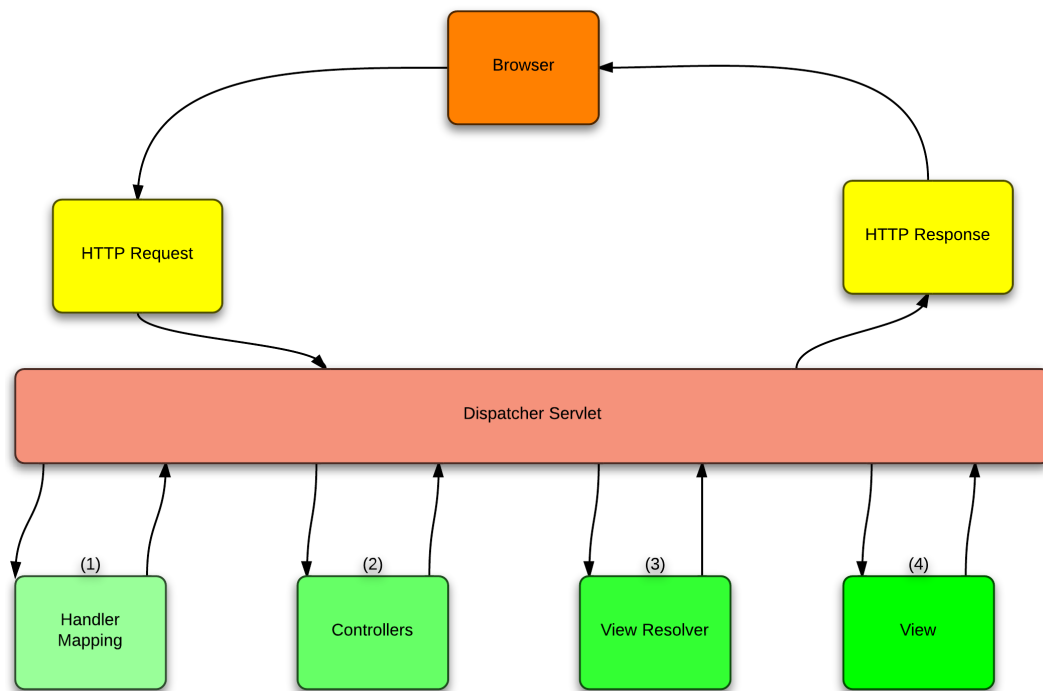 Browser
HTTP Request
HTTP Response
Dispatcher Servlet
(1)
(2)
(3)
(4)
Handler
Mapping
Controllers
View Resolver
View